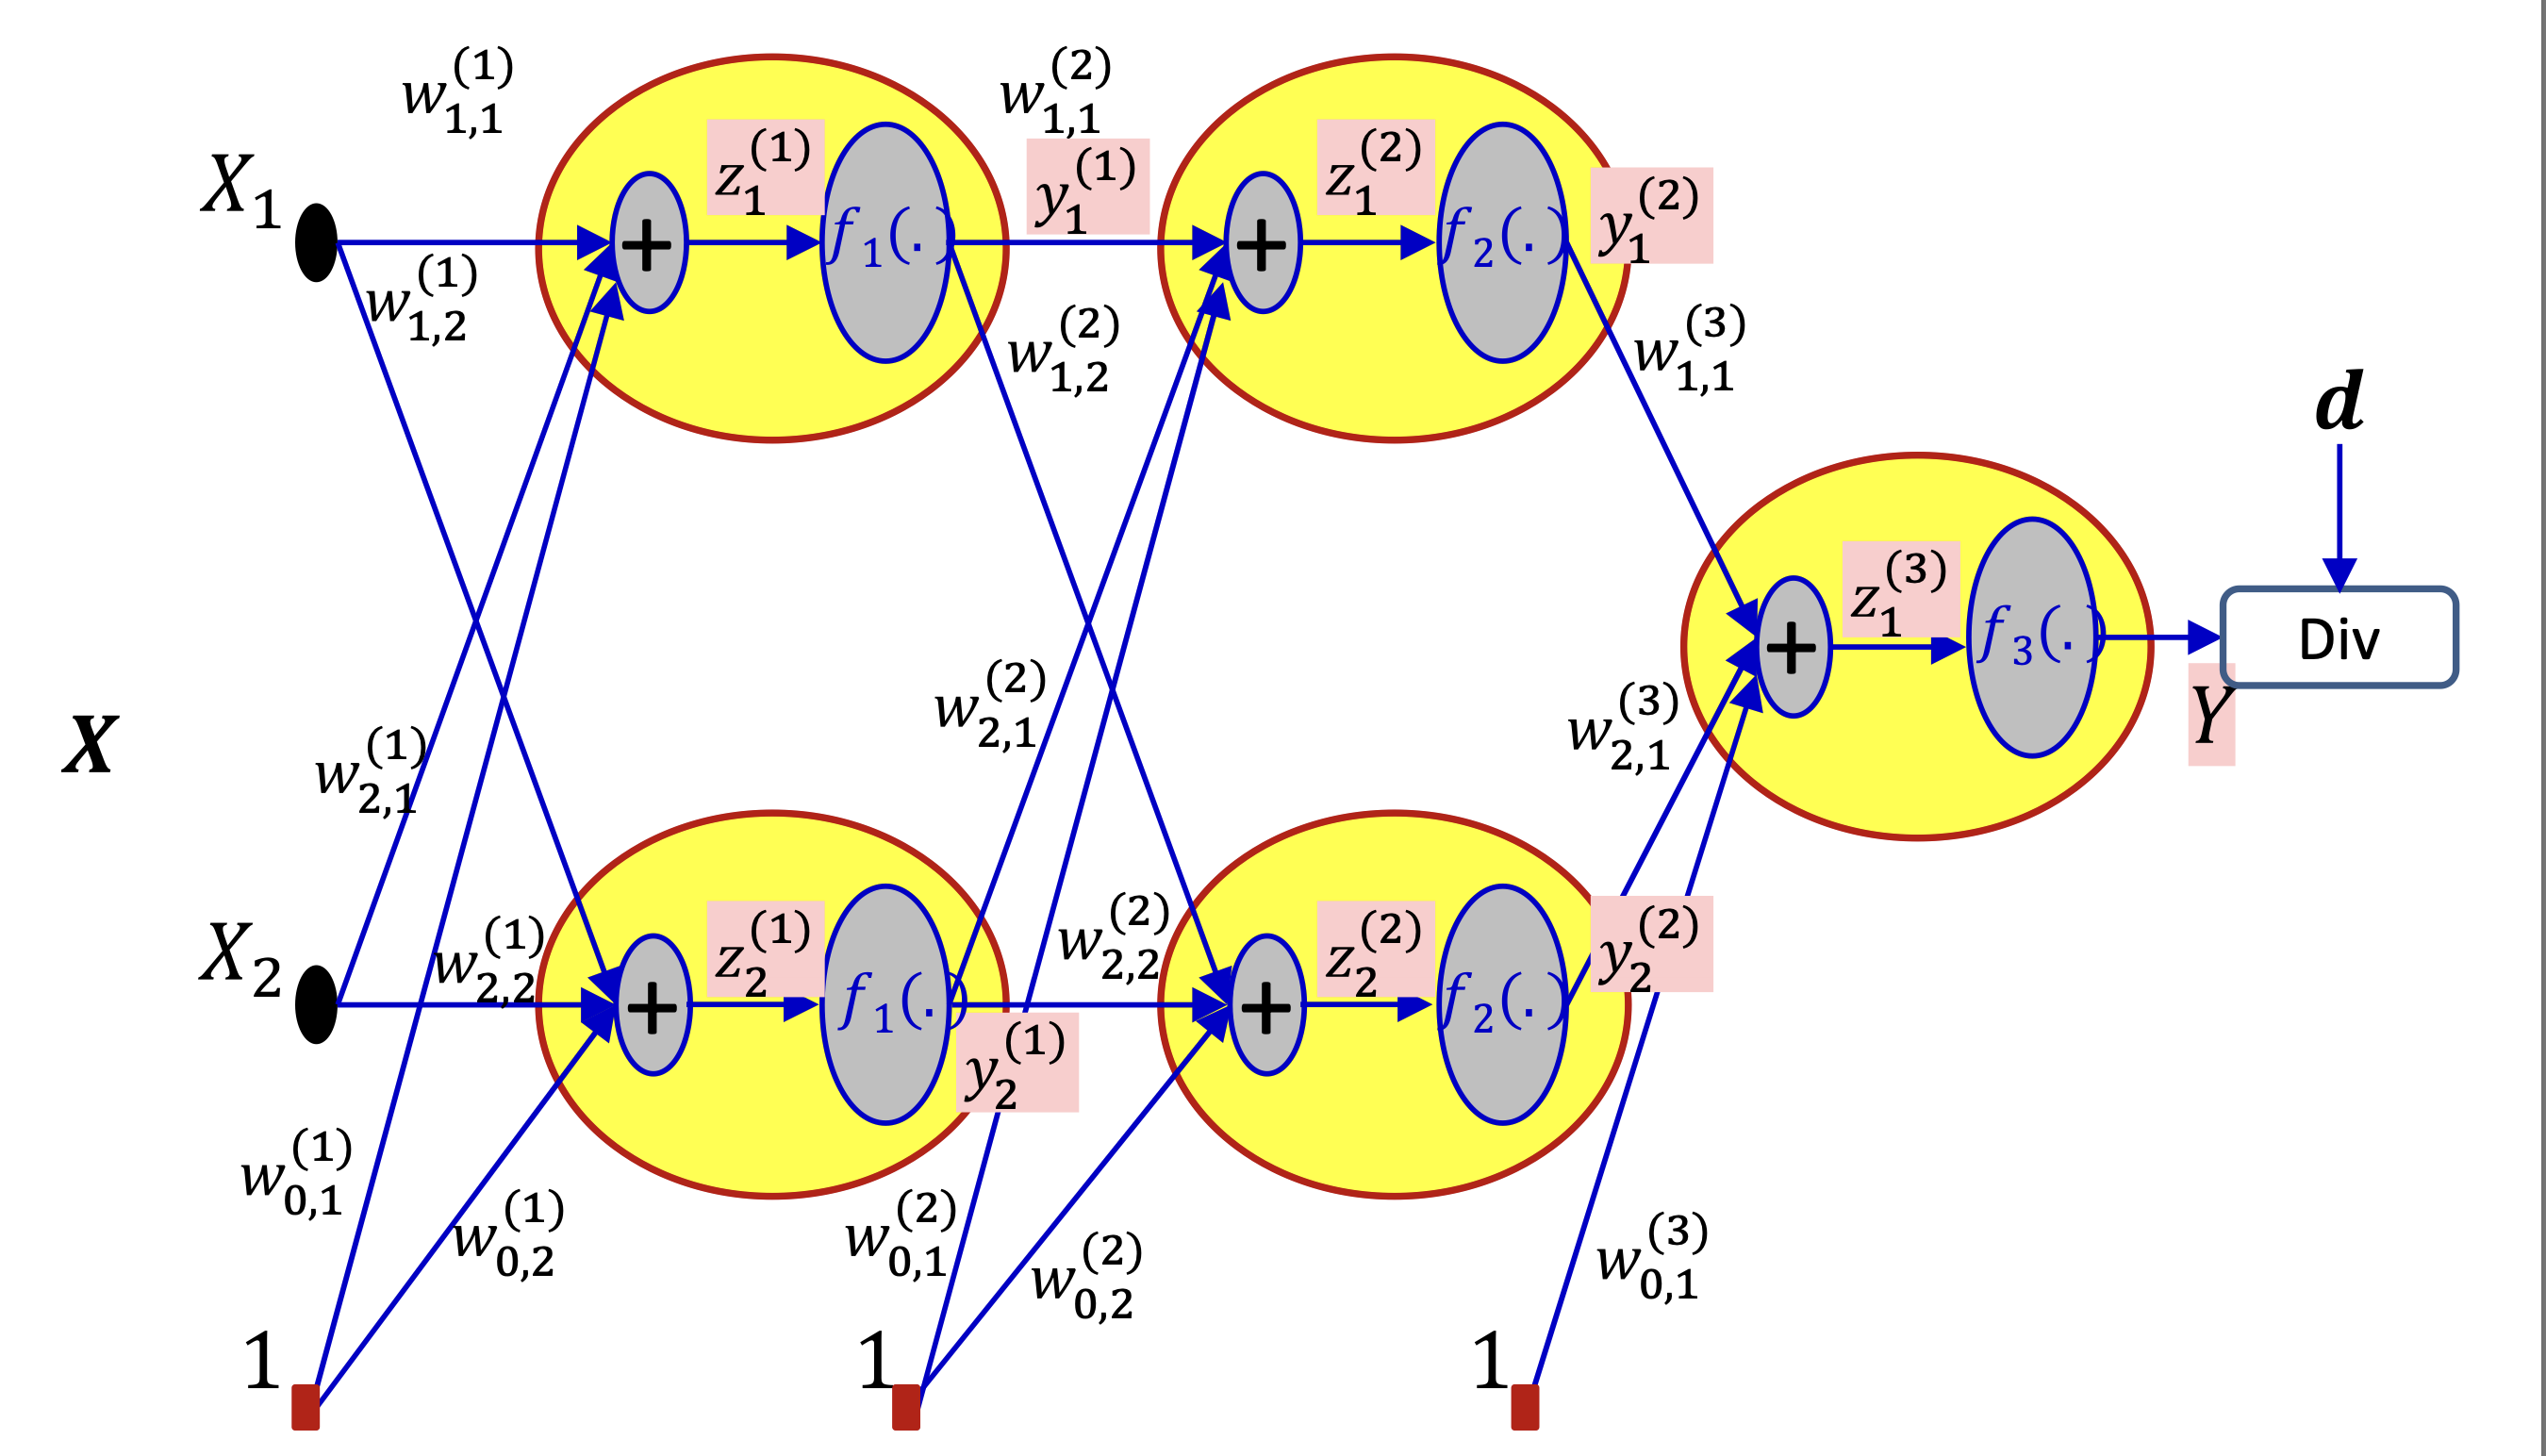 w_{1,1}^{(1)}
w_{1,1}^{(2)}
X_1
z_1^{(1)}
f_1(.)
y_1^{(1)}
z_1^{(2)}
f_2(.)
y_1^{(2)}
+
+
w_{1,2}^{(1)}
w_{1,2}^{(2)}
w_{1,1}^{(3)}
d
z_1^{(3)}
+
f_3(.)
Div
Y
X
w_{2,1}^{(1)}
w_{2,1}^{(2)}
w_{2,1}^{(3)}
X_2
w_{2,2}^{(1)}
z_2^{(1)}
f_1(.)
w_{2,2}^{(2)}
z_2^{(2)}
f_2(.)
y_2^{(2)}
+
+
y_2^{(1)}
w_{0,1}^{(1)}
w_{0,2}^{(1)}
w_{0,1}^{(2)}
w_{0,2}^{(2)}
w_{0,1}^{(3)}
1
1
1